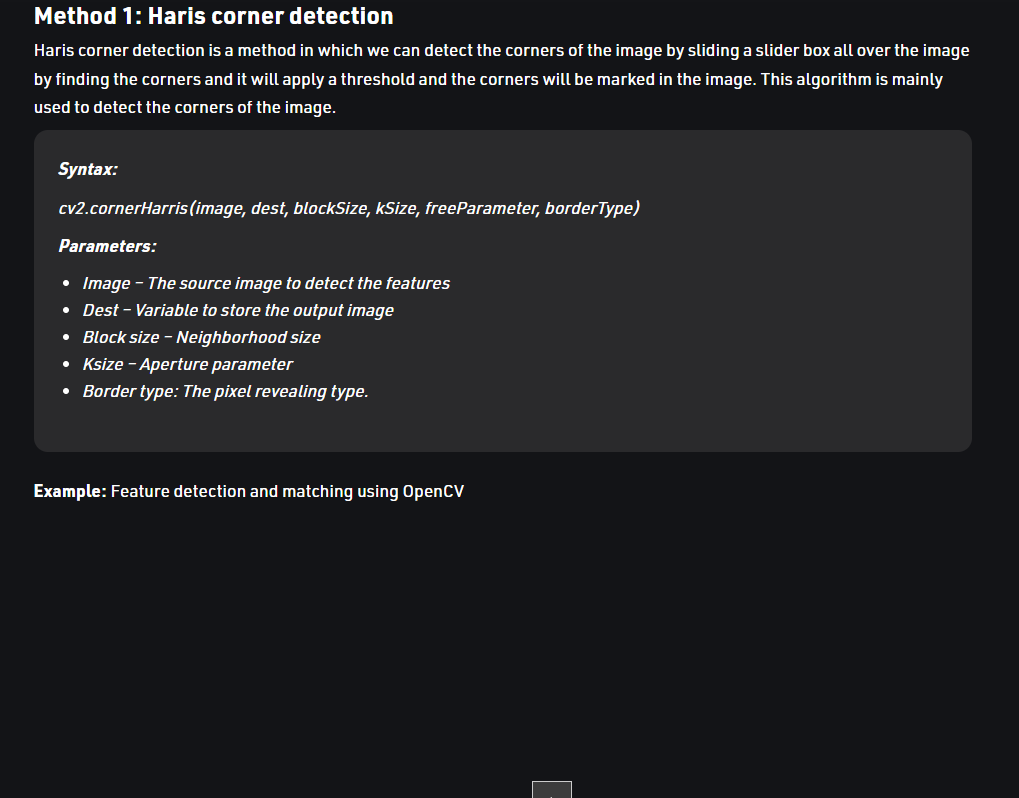 Method 1: Haris corner detection
Haris corner detection is a method in which we can detect the corners of the image by sliding a slider box all over the image
by finding the corners and it will apply a threshold and the corners will be marked in the image. This algorithm is mainly
used to detect the corners of the image.
Syntax:
cv2.cornerHarris(image, dest, blockSize, kSize, freeParameter, borderType)
Parameters:
• Image – The source image to detect the features
• Dest – Variable to store the output image
• Block size – Neighborhood size
• Ksize – Aperture parameter
• Border type: The pixel revealing type.
Example: Feature detection and matching using OpenCV